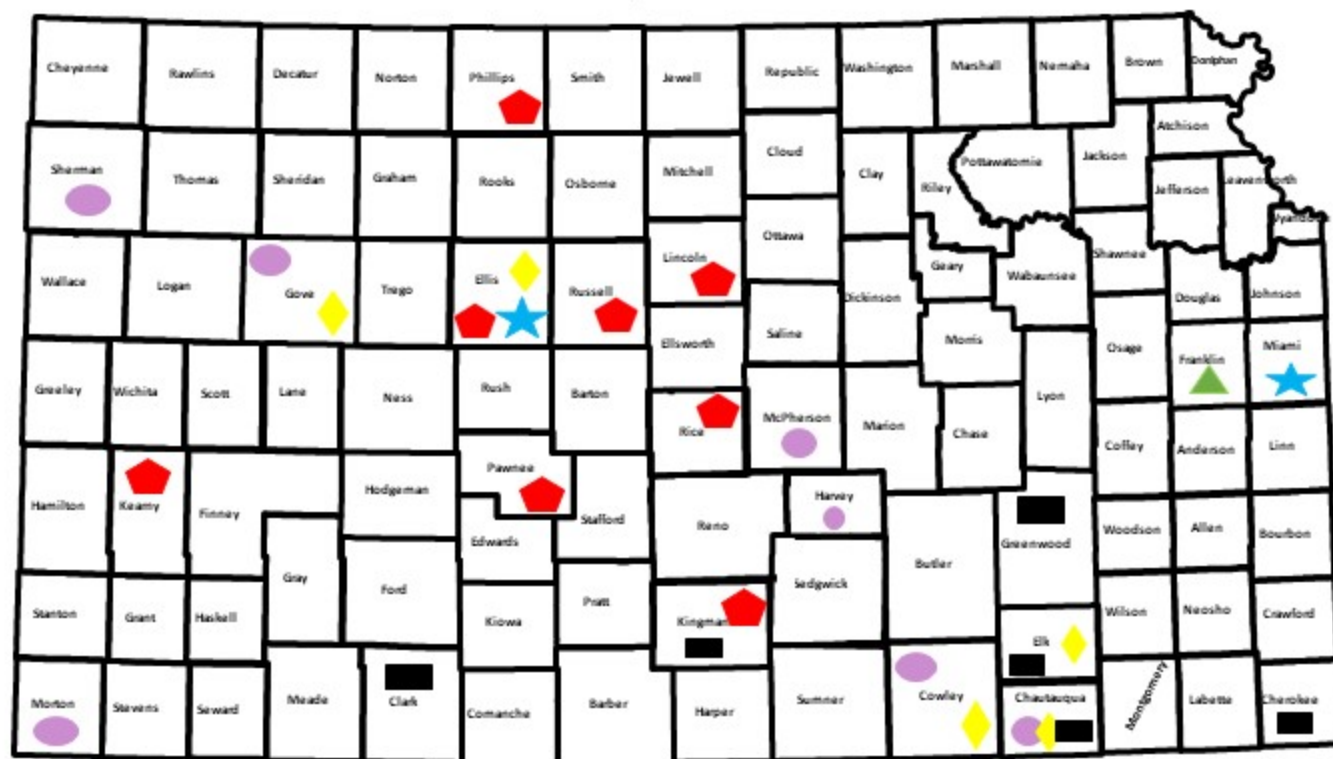 Cheyenne
Rawlins
Decatur
Norton
Phillips
Smith
Jewell
Republic
Washington
Marshall
Nemaha
Brown
Doniphan
Sherman
Thomas
Sheridan
Graham
Rooks
Osborne
Mitchell
Cloud
Clay
Riley
Pottawatomie
Jackson
Atchison
Jefferson
Leavenworth
Wyandotte
Wallace
Logan
Gove
Trego
Ellis
Russell
Lincoln
Ottawa
Dickinson
Geary
Wabaunsee
Shawnee
Douglas
Johnson
Greeley
Wichita
Scott
Lane
Ness
Rush
Barton
Ellsworth
Saline
Morris
Lyon
Osage
Franklin
Miami
Rice
McPherson
Marion
Chase
Coffey
Anderson
Linn
Hamilton
Kearny
Finney
Hodgeman
Pawnee
Edwards
Stafford
Reno
Harvey
Butler
Greenwood
Woodson
Allen
Bourbon
Stanton
Grant
Haskell
Gray
Ford
Kiowa
Pratt
Kingman
Sedgwick
Elk
Wilson
Neosho
Crawford
Morton
Stevens
Seward
Meade
Clark
Comanche
Barber
Harper
Sumner
Cowley
Chautauqua
Montgomery
Labette
Cherokee